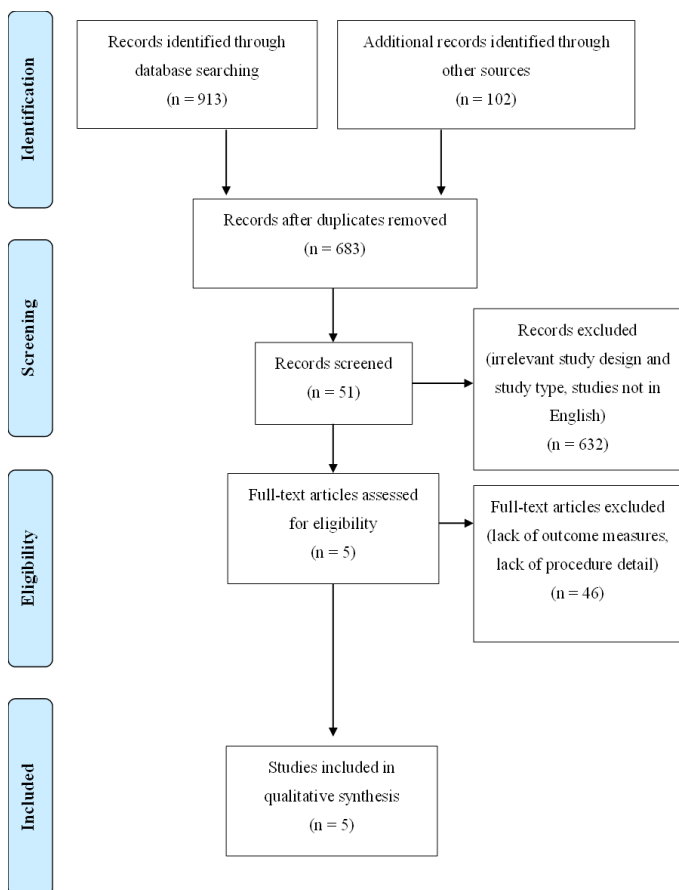 Identification
Records identified through
database searching
(n = 913)
Additional records identified through
other sources
(n = 102)
Records after duplicates removed
(n = 683)
Screening
Records screened
(n = 51)
Records excluded
(irrelevant study design and
study type, studies not in
English)
(n = 632)
Eligibility
Full-text articles assessed
for eligibility
(n = 5)
Full-text articles excluded
(lack of outcome measures,
lack of procedure detail)
(n = 46)
Included
Studies included in
qualitative synthesis
(n = 5)